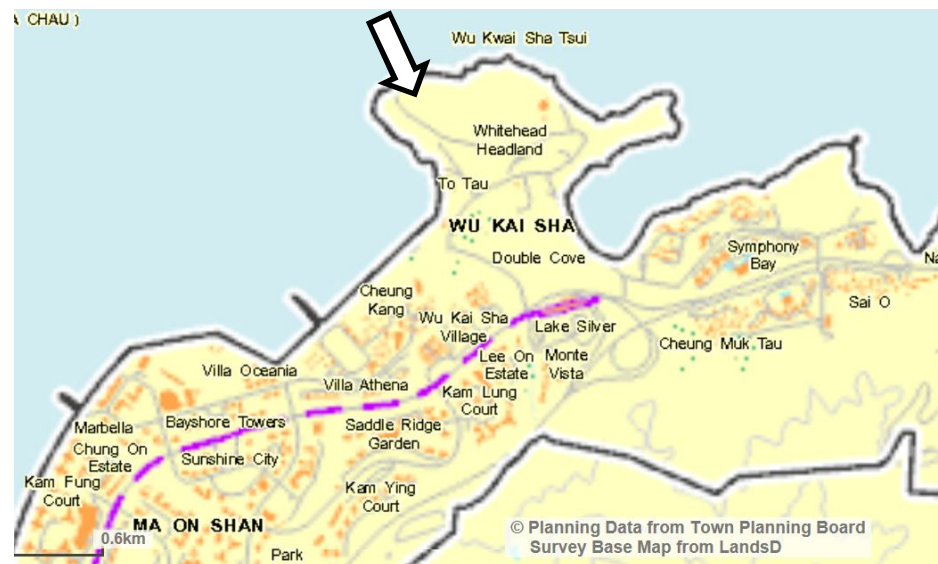 A CHAU )
Wu Kwai Sha Tsui
Whitehead
Headland
To Tau
WU KAI SHA
Double Cove
Symphony
Bay
Na
Cheung
Kang
Sai O
Wu Kai Sha
Village
Lake Silver
Cheung Muk Tau
Lee On
Estate
Monte
Vista
Villa Oceania
Villa Athena
Kam Lung
Court
Marbella
Bayshore Towers
Saddle Ridge
Garden
Chung On
Estate
Sunshine City
Kam Fung
Court
Kam Ying
Court
MA ON SHAN
0.6km
Park
© Planning Data from Town Planning Board
Survey Base Map from LandsD